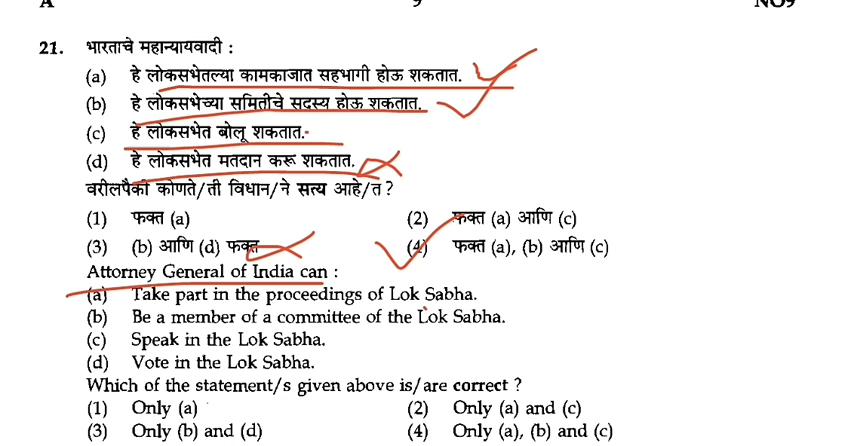 A 9 NO9
21. भारताचे महान्यायवादी :
(a) हे लोकसभेतल्या कामकाजात सहभागी होऊ शकतात.
(b) हे लोकसभेच्या समितीचे सदस्य होऊ शकतात.
(c) हे लोकसभेत बोलू शकतात.
(d) हे लोकसभेत मतदान करू शकतात.
वरीलपैकी कोणते/ती विधान/ने सत्य आहे/त ?
(1) फक्त (a) (2) फक्त (a) आणि (c)
(3) (b) आणि (d) फक्त (4) फक्त (a), (b) आणि (c)
Attorney General of India can :
(a) Take part in the proceedings of Lok Sabha.
(b) Be a member of a committee of the Lok Sabha.
(c) Speak in the Lok Sabha.
(d) Vote in the Lok Sabha.
Which of the statement/s given above is/are correct ?
(1) Only (a) (2) Only (a) and (c)
(3) Only (b) and (d) (4) Only (a), (b) and (c)